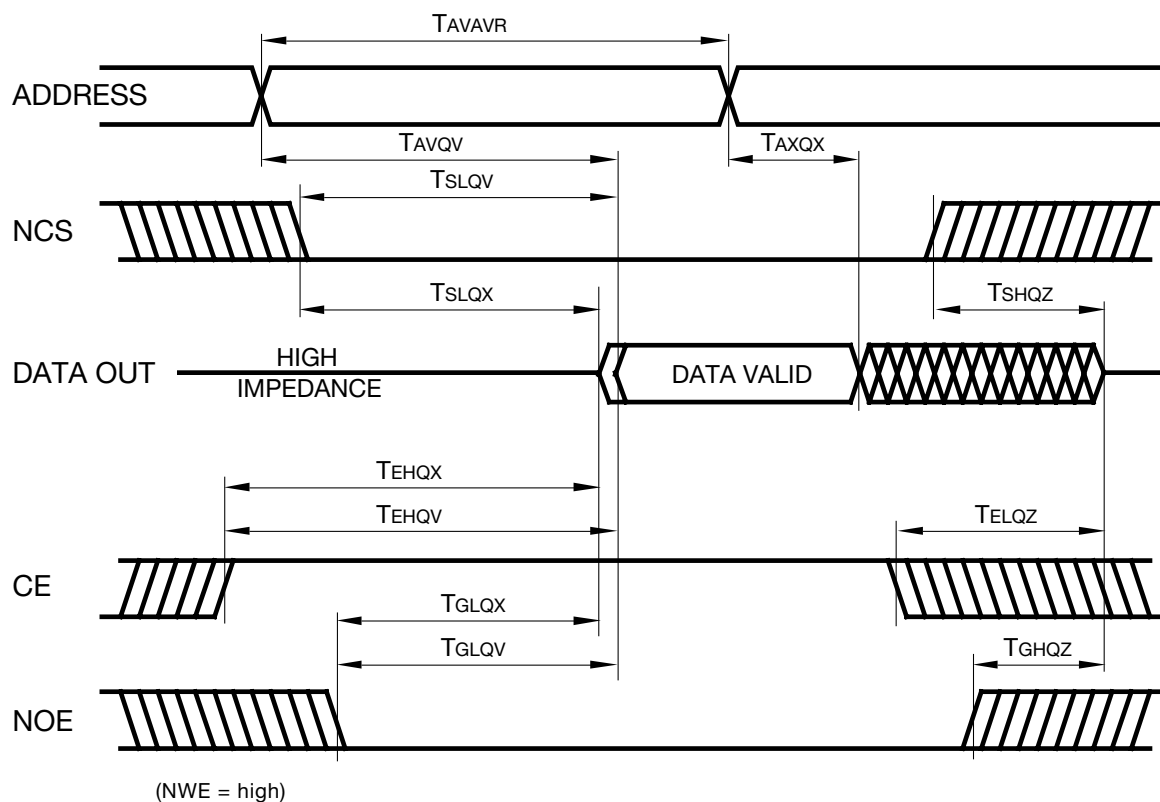 TAVAVR
ADDRESS
TAVQV
TAXQX
TSLQV
NCS
TSLQX
TSHQZ
DATA OUT
HIGH
IMPEDANCE
DATA VALID
TEHQX
TEHQV
TELQZ
CE
TGLQX
TGLQV
TGHQZ
NOE
(NWE = high)